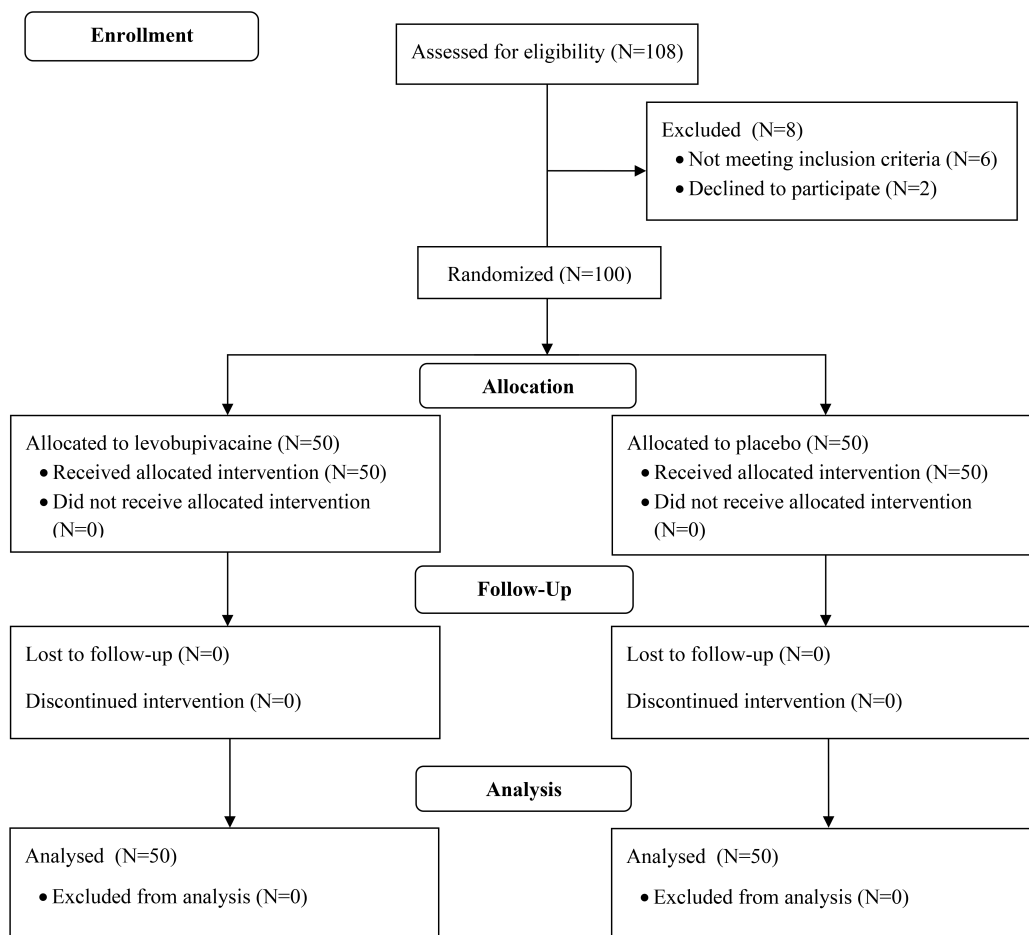 Enrollment
Assessed for eligibility (N=108)
Excluded (N=8)
• Not meeting inclusion criteria (N=6)
• Declined to participate (N=2)
Randomized (N=100)
Allocation
Allocated to levobupivacaine (N=50)
• Received allocated intervention (N=50)
• Did not receive allocated intervention
(N=0)
Allocated to placebo (N=50)
• Received allocated intervention (N=50)
• Did not receive allocated intervention
(N=0)
Follow-Up
Lost to follow-up (N=0)
Discontinued intervention (N=0)
Lost to follow-up (N=0)
Discontinued intervention (N=0)
Analysis
Analysed (N=50)
• Excluded from analysis (N=0)
Analysed (N=50)
• Excluded from analysis (N=0)